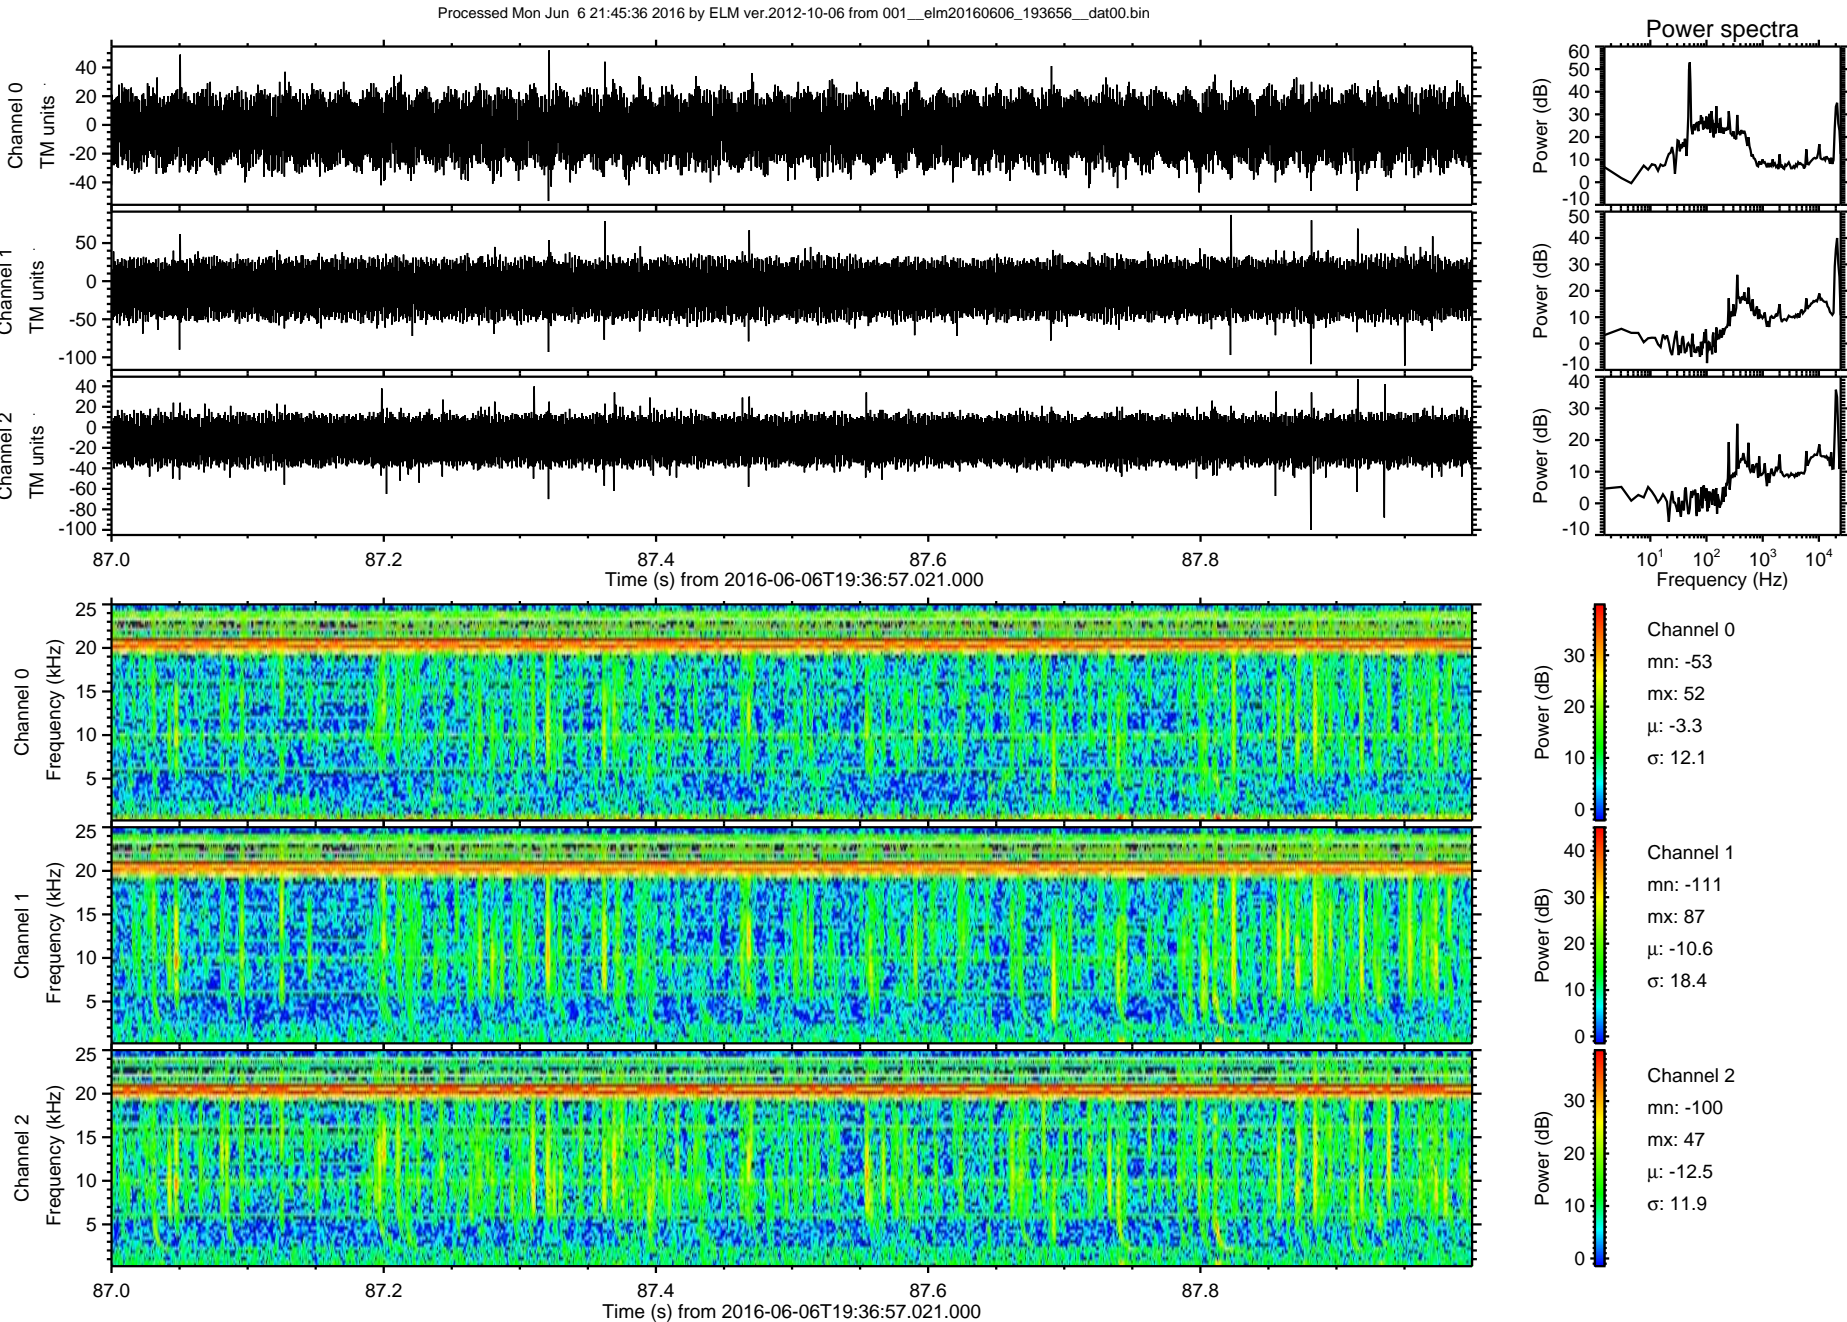 Processed Mon Jun  6 21:45:36 2016 by ELM ver.2012-10-06 from 001__elm20160606_193656__dat00.bin
Power spectra
Channel 0
TM units
40
20
0
-20
-40
Power (dB)
60
50
40
30
20
10
0
-10
Channel 1
TM units
50
0
-50
-100
Power (dB)
50
40
30
20
10
0
-10
Channel 2
TM units
40
20
0
-20
-40
-60
-80
-100
Power (dB)
40
30
20
10
0
-10
87.0 87.2 87.4 87.6 87.8
Time (s) from 2016-06-06T19:36:57.021.000
10¹ 10² 10³ 10⁴
Frequency (Hz)
Channel 0
Frequency (kHz)
25
20
15
10
5
Power (dB)
30
20
10
0
Channel 0
mn: -53
mx: 52
μ: -3.3
σ: 12.1
Channel 1
Frequency (kHz)
25
20
15
10
5
Power (dB)
40
30
20
10
0
Channel 1
mn: -111
mx: 87
μ: -10.6
σ: 18.4
Channel 2
Frequency (kHz)
25
20
15
10
5
Power (dB)
30
20
10
0
Channel 2
mn: -100
mx: 47
μ: -12.5
σ: 11.9
87.0 87.2 87.4 87.6 87.8
Time (s) from 2016-06-06T19:36:57.021.000